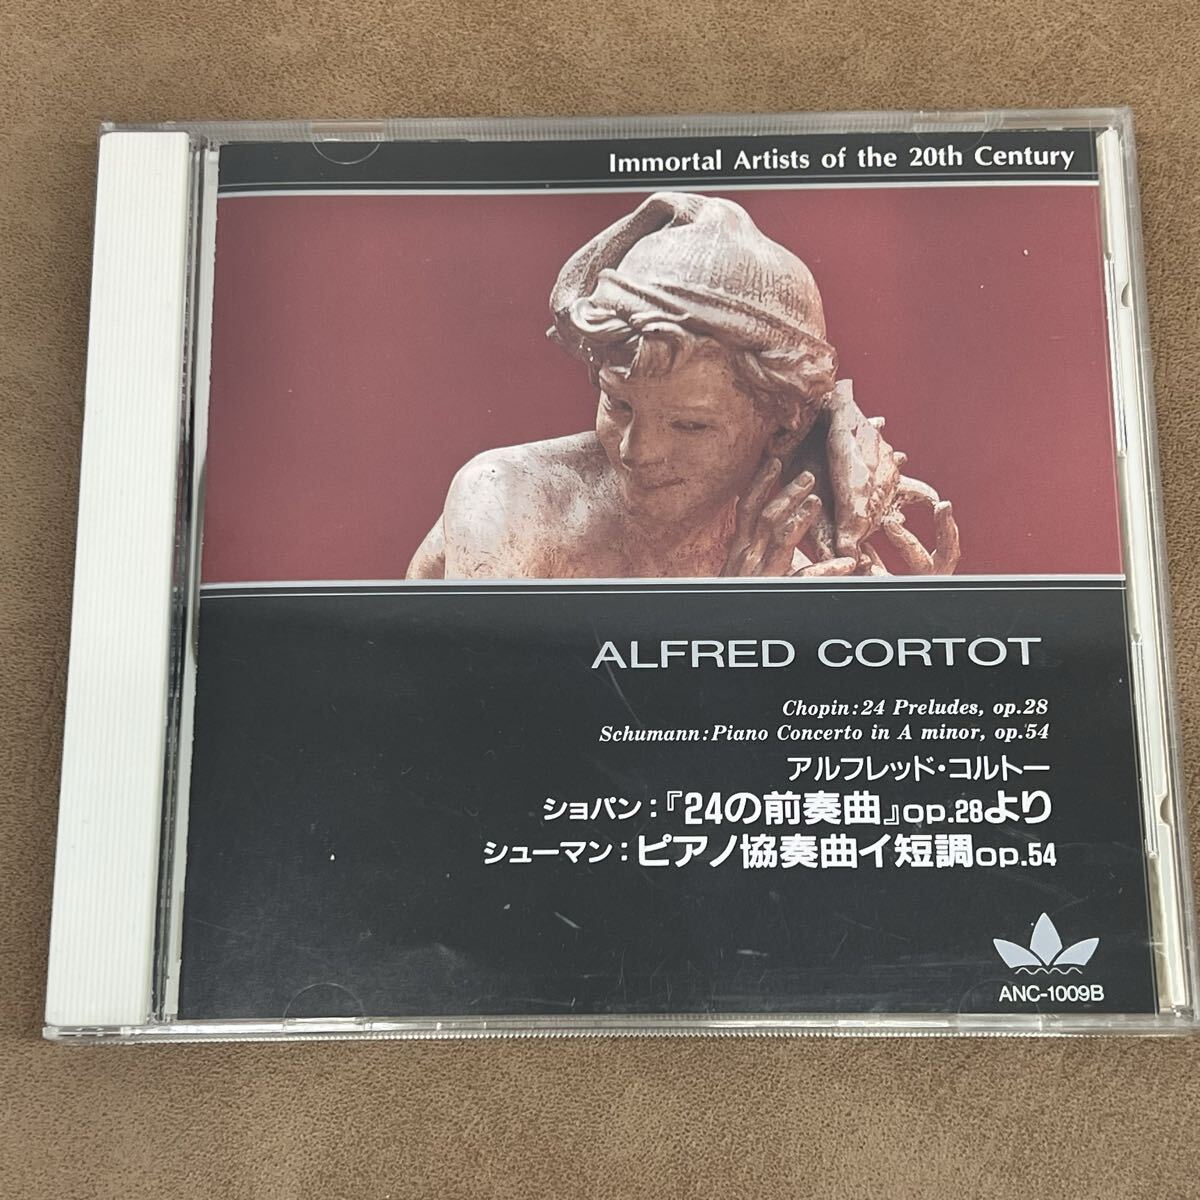 Immortal Artists of the 20th Century
ALFRED CORTOT
Chopin:24 Preludes, op.28
Schumann:Piano Concerto in A minor, op.54
アルフレッド・コルトー
ショパン:『24の前奏曲』op.28より
シューマン:ピアノ協奏曲イ短調op.54
ANC-1009B